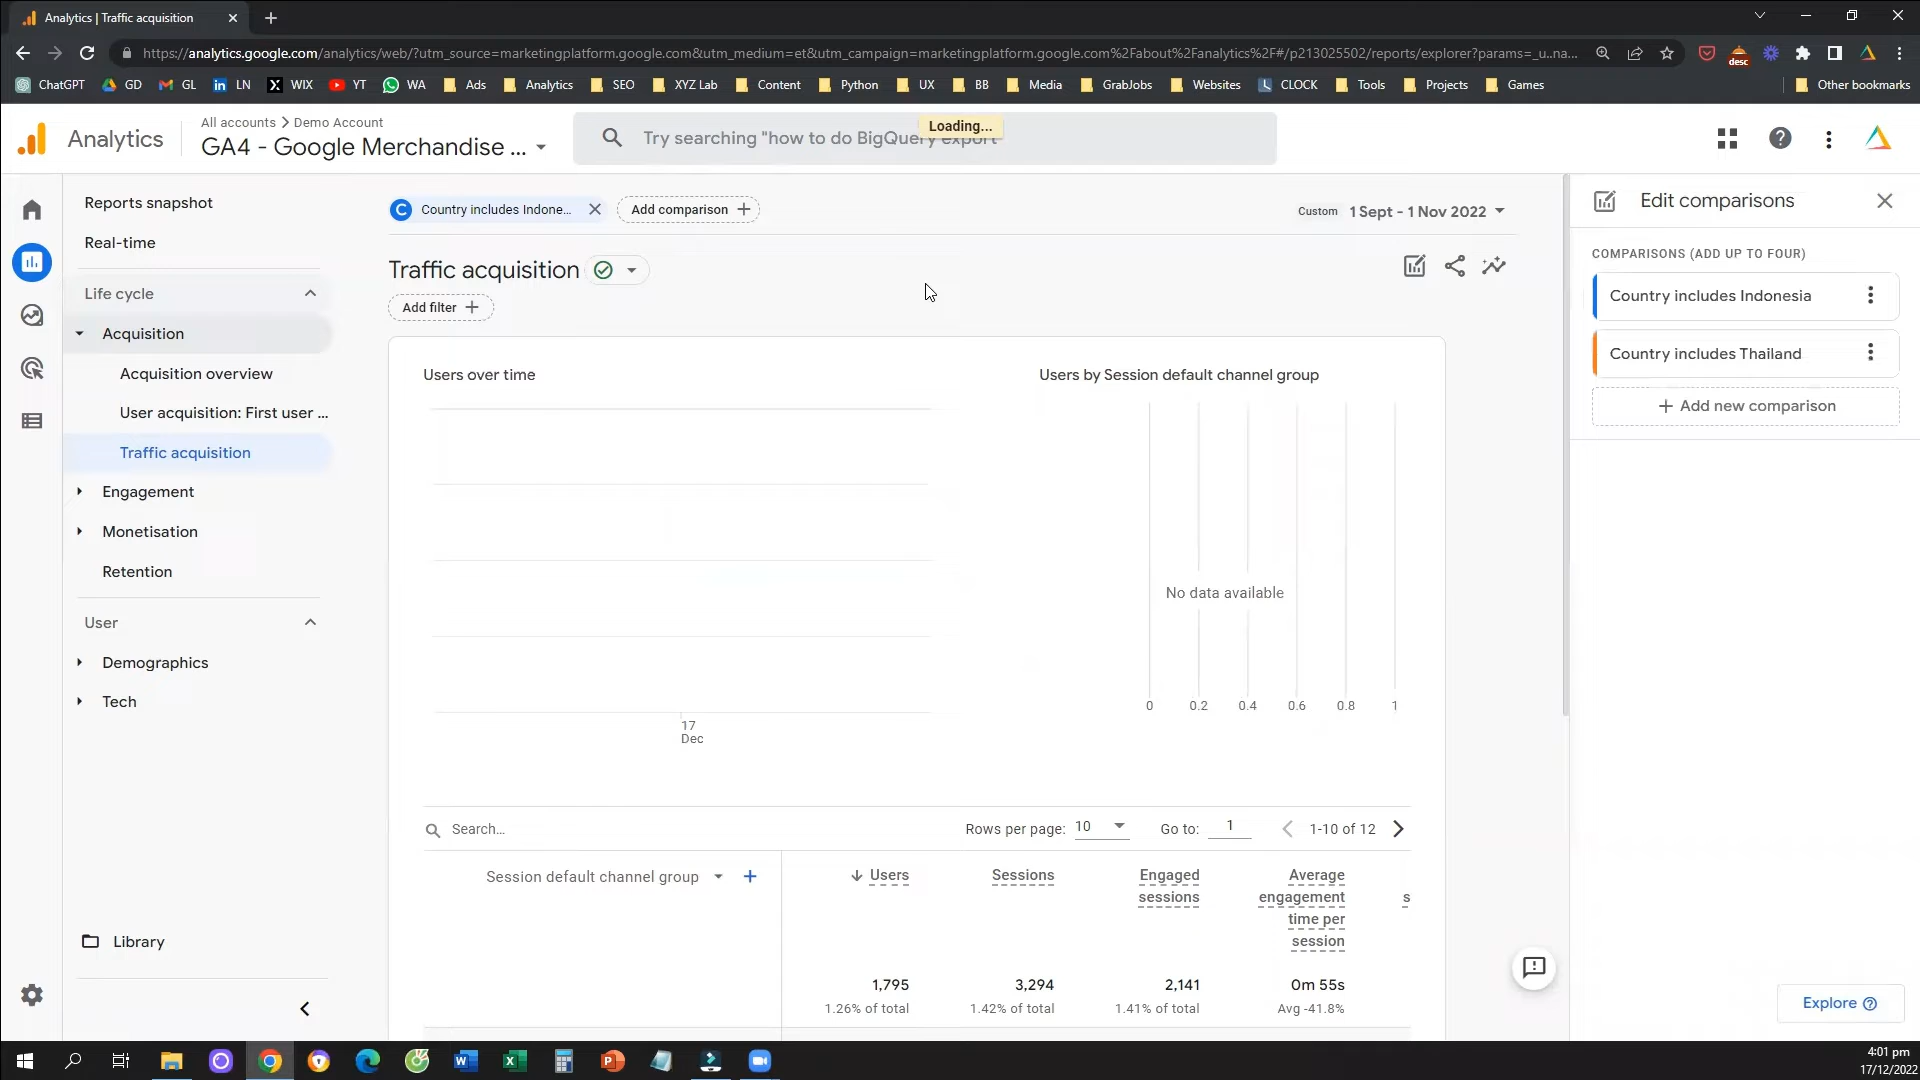 Analytics | Traffic acquisition
https://analytics.google.com/analytics/web/?utm_source=marketingplatform.google.com&utm_medium=et&utm_campaign=marketingplatform.google.com%2Fabout%2Fanalytics%2F#/p213025502/reports/explorer?params=_u..na...
desc
ChatGPT GD GL LN WIX YT WA Ads Analytics SEO XYZ Lab Content Python UX BB Media GrabJobs Websites CLOCK Tools Projects Games Other bookmarks
Analytics
All accounts > Demo Account
GA4 - Google Merchandise ...
Try searching "how to do BigQuery export"
Loading...
Reports snapshot
Real-time
Life cycle
Acquisition
Acquisition overview
User acquisition: First user ...
Traffic acquisition
Engagement
Monetisation
Retention
User
Demographics
Tech
Library
C Country includes Indone...
Add comparison +
Custom 1 Sept - 1 Nov 2022
Traffic acquisition
Add filter +
Users over time
17
Dec
Users by Session default channel group
No data available
0 0.2 0.4 0.6 0.8 1
Search...
Rows per page: 10
Go to: 1
1-10 of 12
Session default channel group +
Users
Sessions
Engaged
sessions
Average
engagement
time per
session
s
1,795 3,294 2,141 0m 55s
1.26% of total 1.42% of total 1.41% of total Avg -41.8%
Edit comparisons
COMPARISONS (ADD UP TO FOUR)
Country includes Indonesia
Country includes Thailand
+ Add new comparison
Explore
4:01 pm
17/12/2022